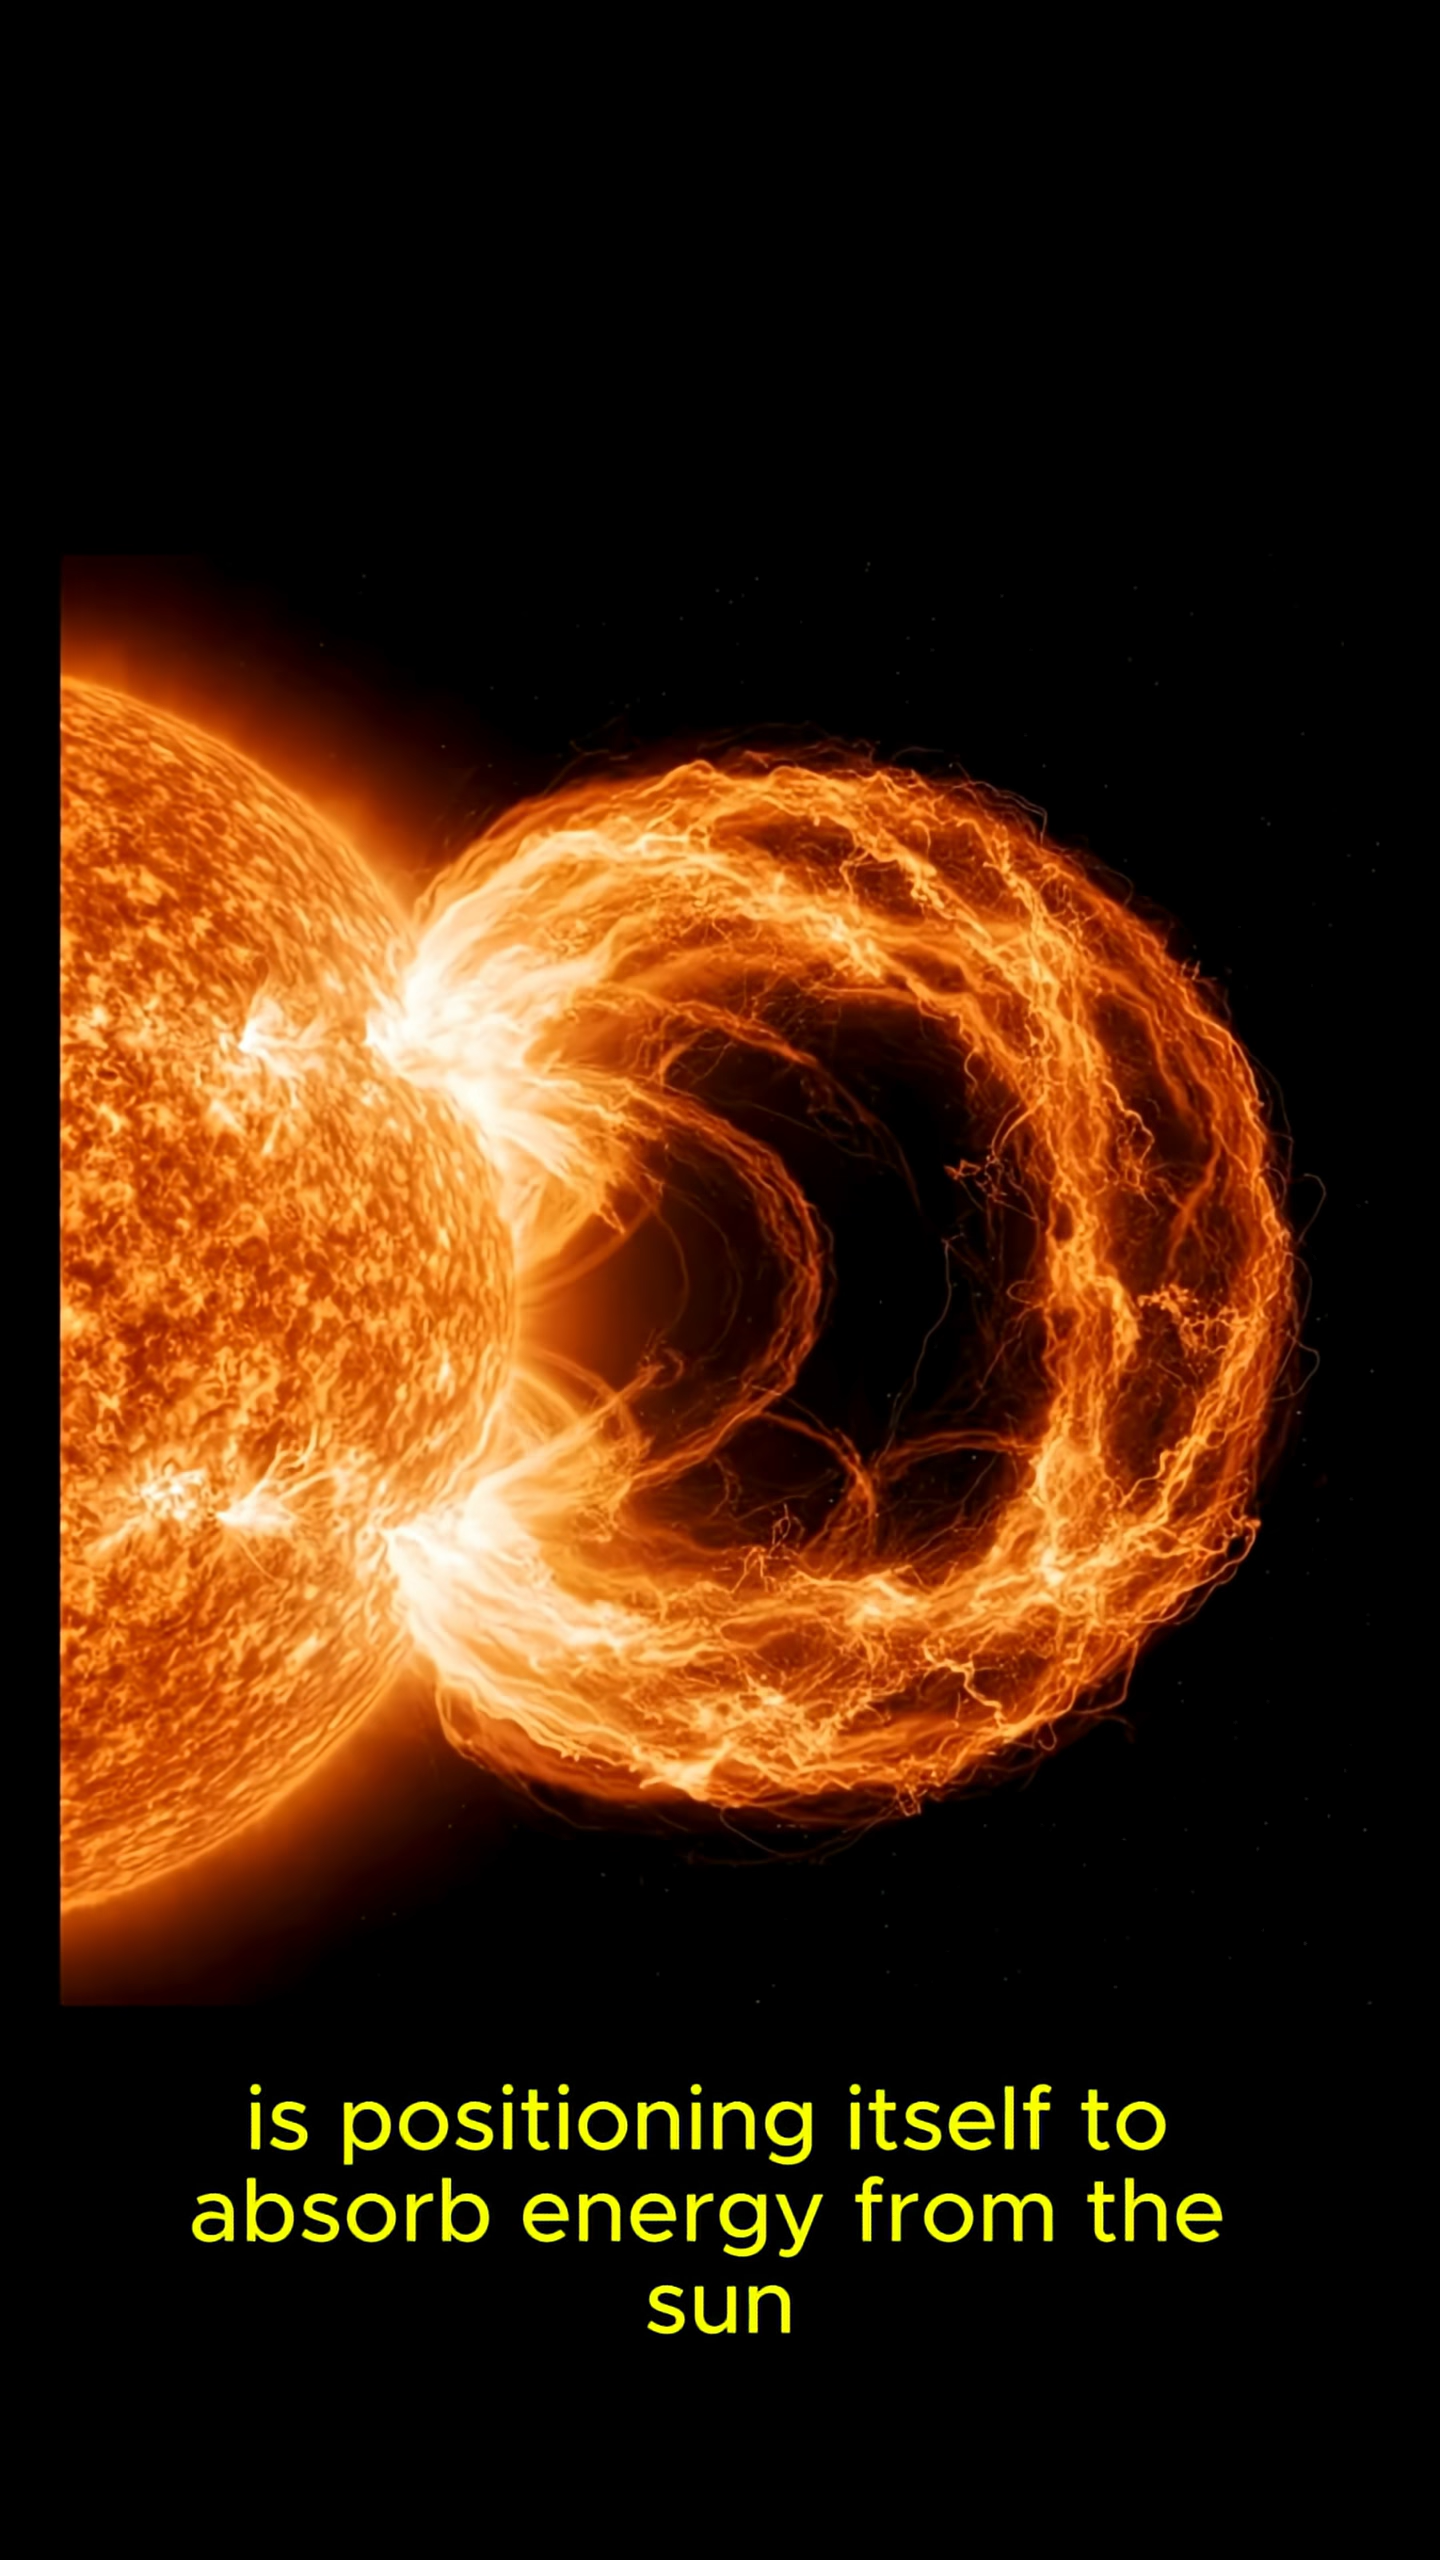 is positioning itself to
absorb energy from the
sun